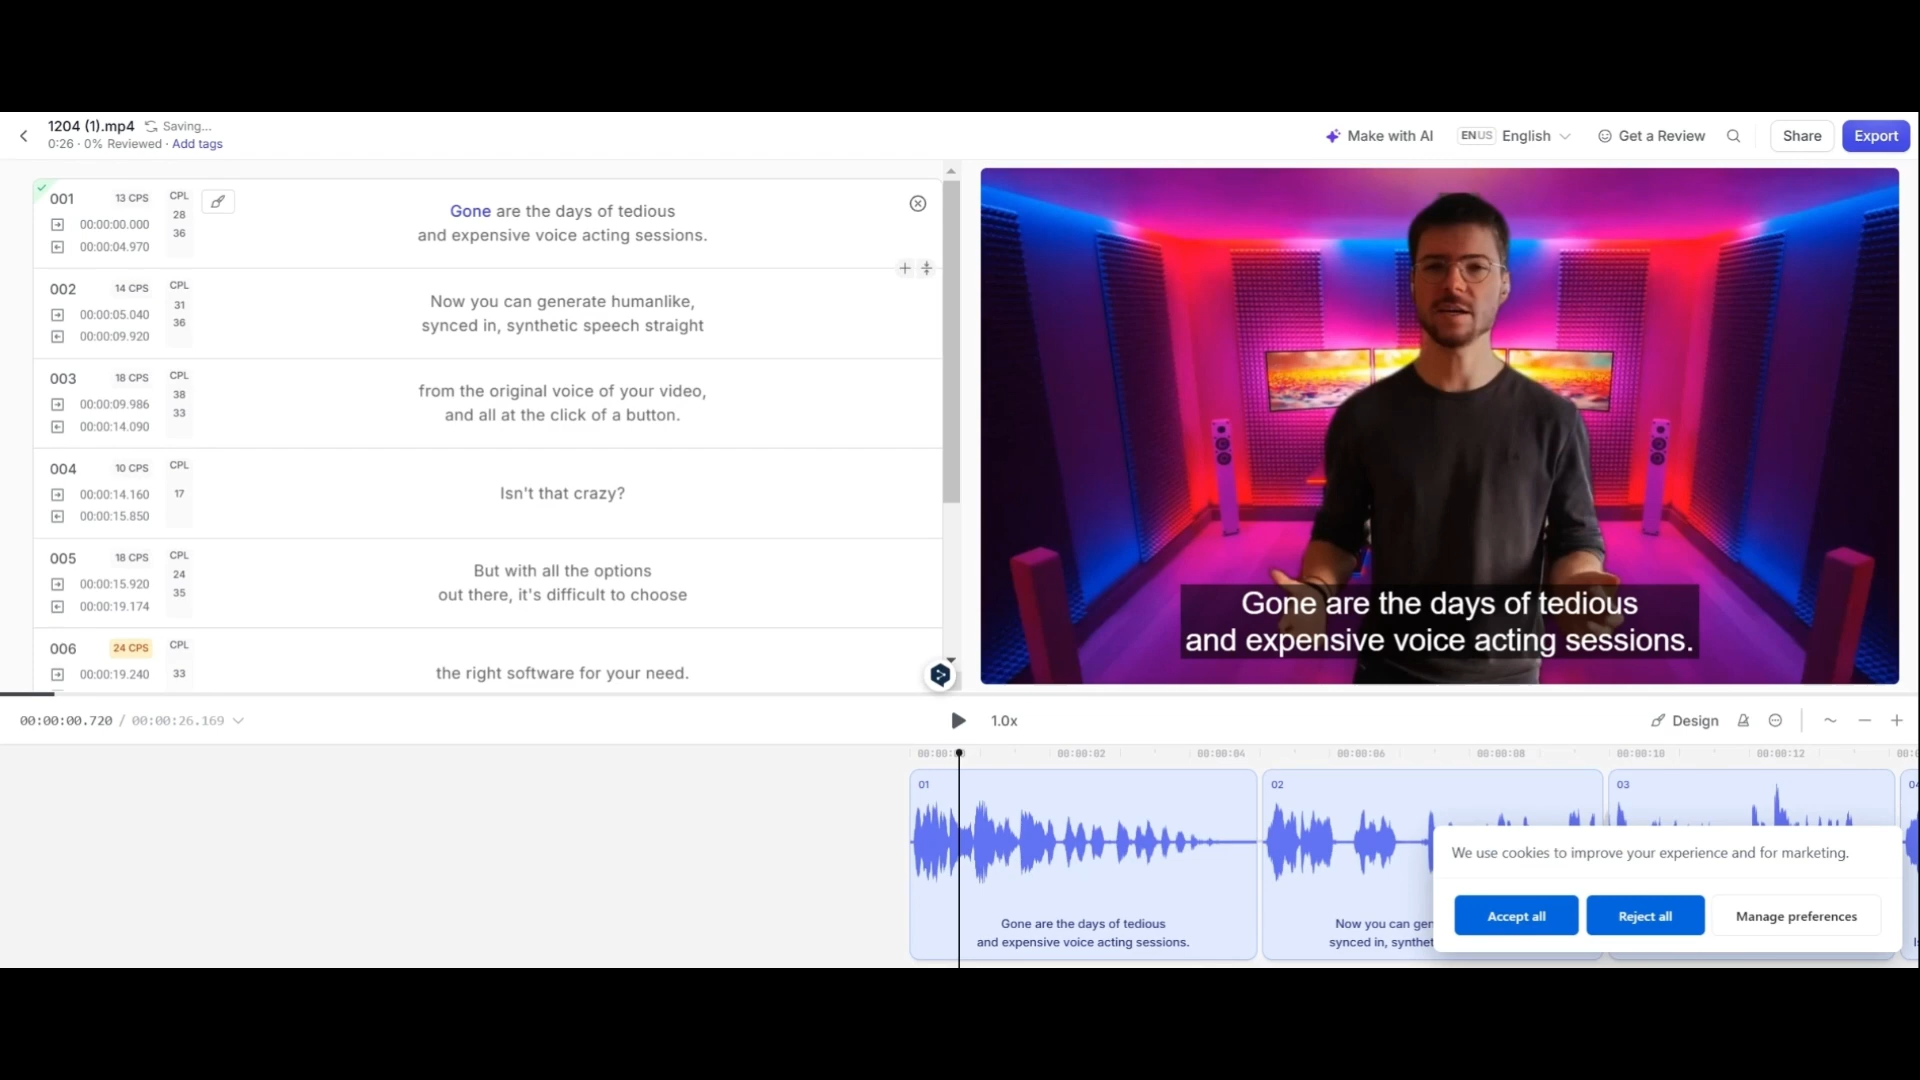 1204 (1).mp4 Saving...
0:26 · 0% Reviewed · Add tags
Make with AI
ENUS English
Get a Review
Share
Export
001 13 CPS CPL
00:00:00.000 28
00:00:04.970 36
Gone are the days of tedious
and expensive voice acting sessions.
002 14 CPS CPL
00:00:05.040 31
00:00:09.920 36
Now you can generate humanlike,
synced in, synthetic speech straight
003 18 CPS CPL
00:00:09.986 38
00:00:14.090 33
from the original voice of your video,
and all at the click of a button.
004 10 CPS CPL
00:00:14.160 17
00:00:15.850
Isn't that crazy?
005 18 CPS CPL
00:00:15.920 24
00:00:19.174 35
But with all the options
out there, it's difficult to choose
006 24 CPS CPL
00:00:19.240 33
the right software for your need.
Gone are the days of tedious
and expensive voice acting sessions.
00:00:00.720 / 00:00:26.169
1.0x
Design
00:00:02 00:00:04 00:00:06 00:00:08 00:00:10 00:00:12
01 02 03
Gone are the days of tedious
and expensive voice acting sessions.
Now you can
synced in,
We use cookies to improve your experience and for marketing.
Accept all
Reject all
Manage preferences